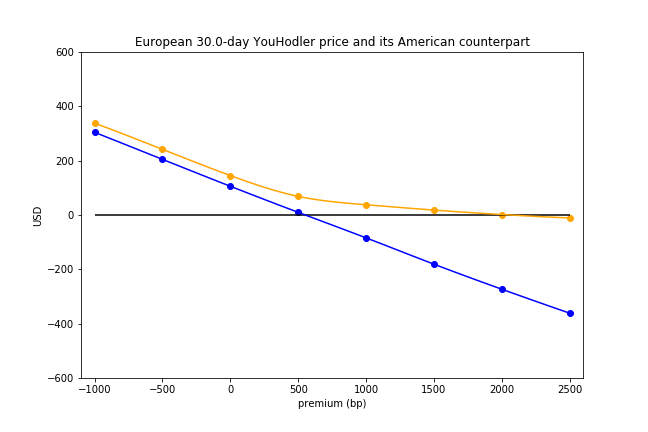 European 30.0-day YouHodler price and its American counterpart
600
400
200
0
−200
−400
−600
USD
−1000 −500 0 500 1000 1500 2000 2500
premium (bp)